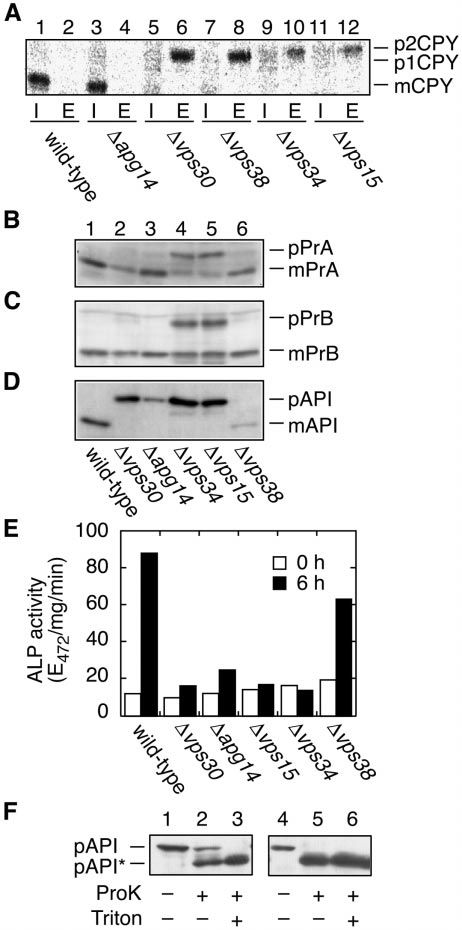 A
1 2 3 4 5 6 7 8 9 10 11 12
p2CPY
p1CPY
mCPY
I E I E I E I E I E I E
wild-type Δapg14 Δvps30 Δvps38 Δvps34 Δvps15
B
1 2 3 4 5 6
pPrA
mPrA
C
pPrB
mPrB
D
pAPI
mAPI
wild-type Δvps30 Δapg14 Δvps34 Δvps15 Δvps38
E
100
80
60
40
20
0
ALP activity
(E472/mg/min)
0 h
6 h
wild-type Δvps30 Δapg14 Δvps15 Δvps34 Δvps38
F
1 2 3 4 5 6
pAPI
pAPI*
ProK – + + – + +
Triton + +